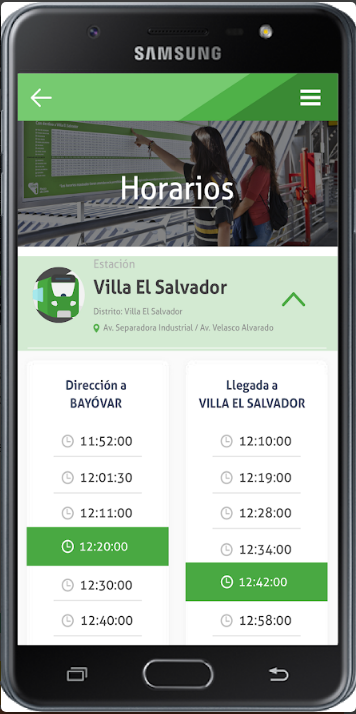 SAMSUNG
Horarios
Estación
Villa El Salvador
Distrito: Villa El Salvador
Av. Separadora Industrial / Av. Velasco Alvarado
Dirección a
BAYÓVAR
11:52:00
12:01:30
12:11:00
12:20:00
12:30:00
12:40:00
Llegada a
VILLA EL SALVADOR
12:10:00
12:19:00
12:28:00
12:34:00
12:42:00
12:58:00